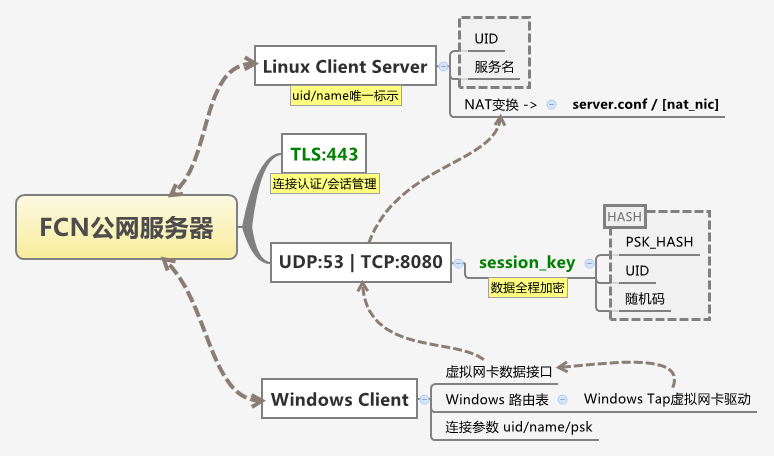 UID
服务名
Linux Client Server
uid/name唯一标示
NAT变换 ->
server.conf / [nat_nic]
TLS:443
连接认证/会话管理
FCN公网服务器
UDP:53 | TCP:8080
session_key
数据全程加密
HASH
PSK_HASH
UID
随机码
虚拟网卡数据接口
Windows Client
Windows 路由表
Windows Tap虚拟网卡驱动
连接参数 uid/name/psk